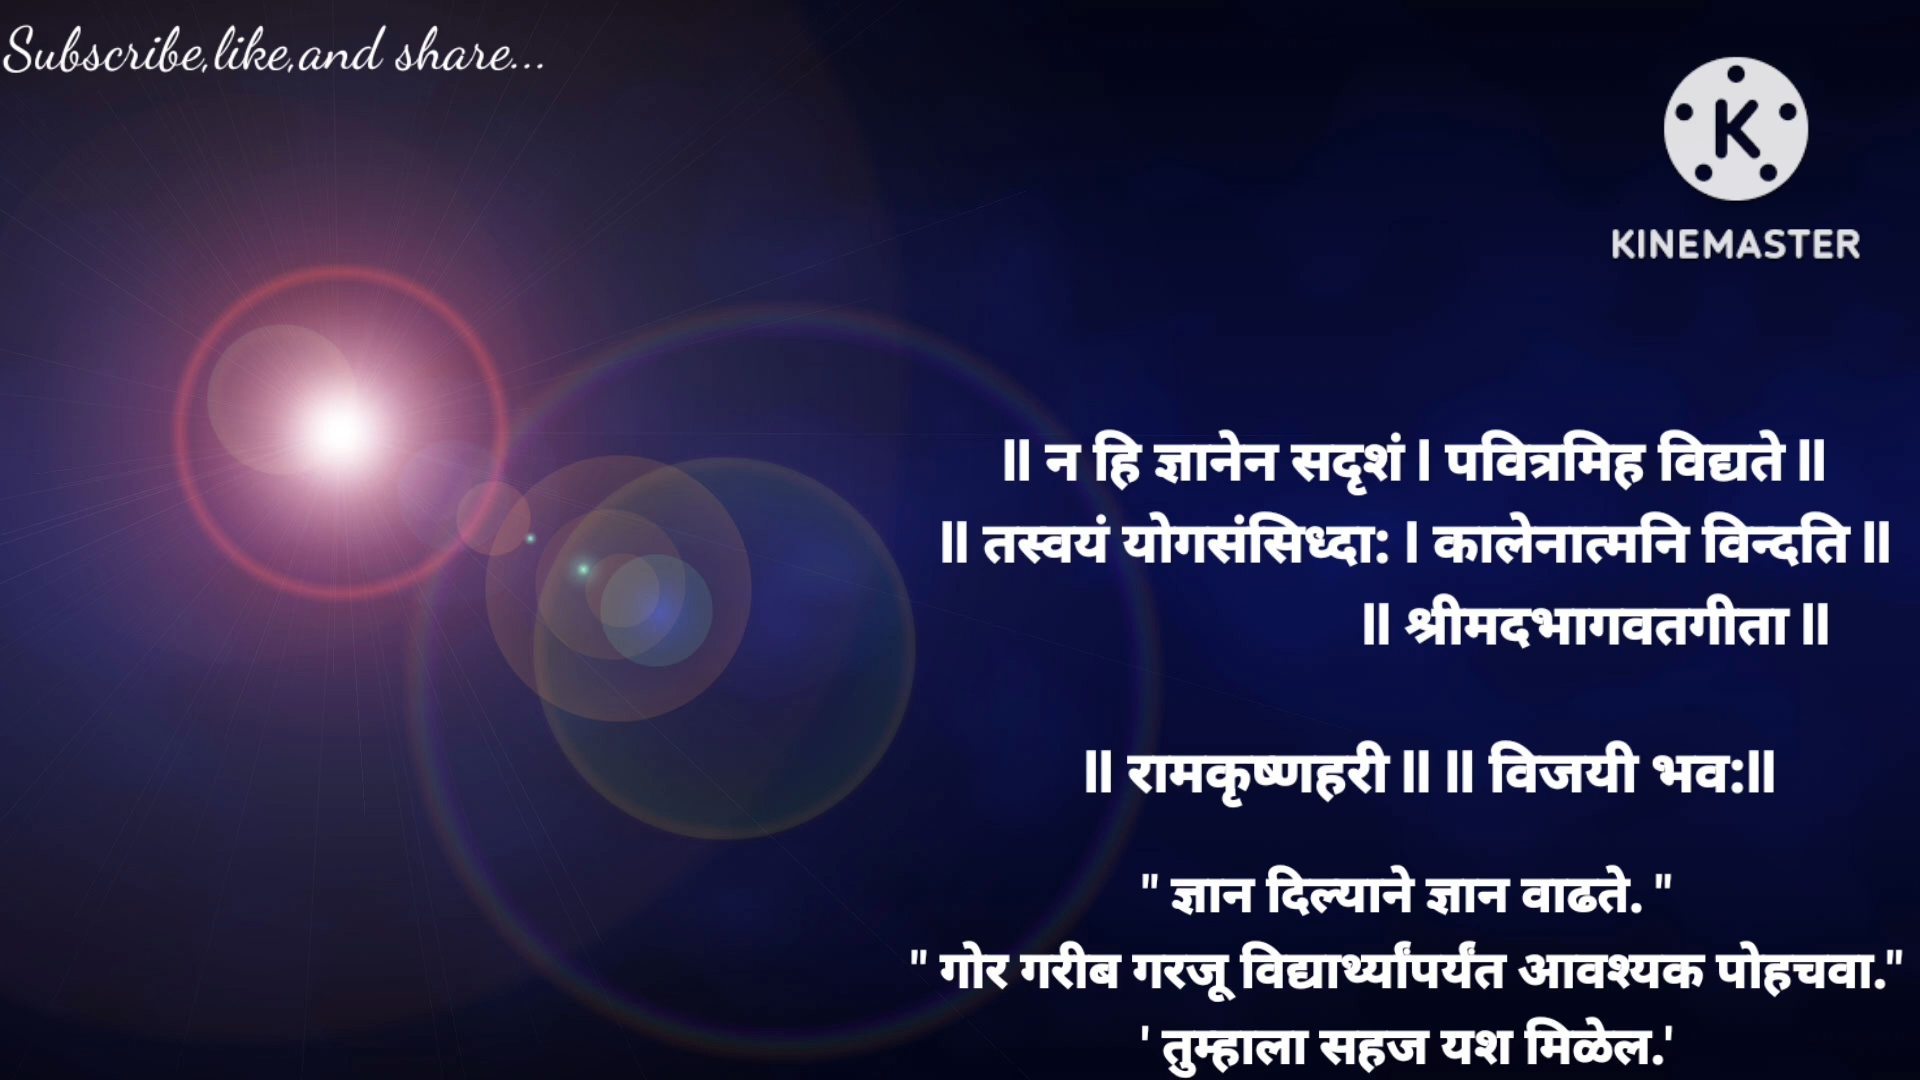 Subscribe,like,and share...
KINEMASTER
॥ न हि ज्ञानेन सदृशं । पवित्रमिह विद्यते ॥
॥ तस्वयं योगसंसिध्दा: । कालेनात्मनि विन्दति ॥
॥ श्रीमदभागवतगीता ॥
॥ रामकृष्णहरी ॥ ॥ विजयी भव:॥
" ज्ञान दिल्याने ज्ञान वाढते. "
" गोर गरीब गरजू विद्यार्थ्यांपर्यंत आवश्यक पोहचवा."
' तुम्हाला सहज यश मिळेल.'